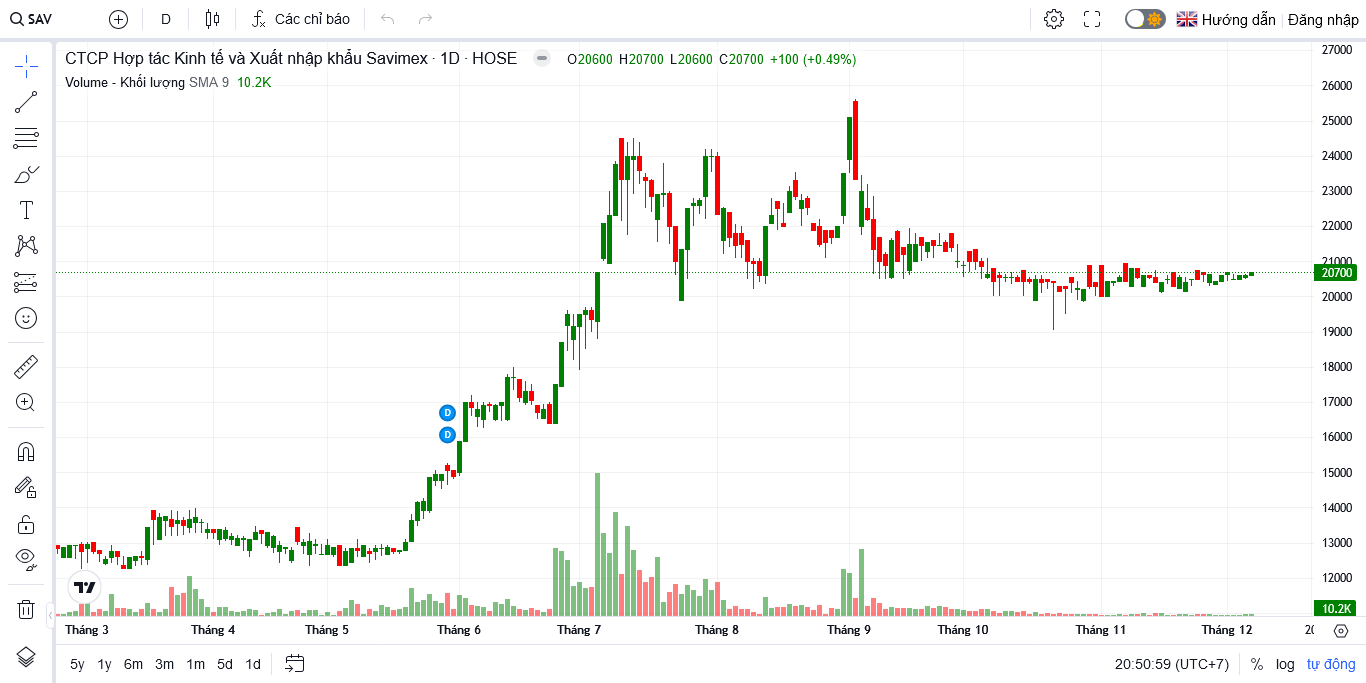 SAV D Các chỉ báo Hướng dẫn Đăng nhập
CTCP Hợp tác Kinh tế và Xuất nhập khẩu Savimex · 1D · HOSE O20600 H20700 L20600 C20700 +100 (+0.49%)
Volume - Khối lượng SMA 9 10.2K
27000
26000
25000
24000
23000
22000
21000
20700
20000
19000
18000
17000
16000
15000
14000
13000
12000
10.2K
D
D
Tháng 3 Tháng 4 Tháng 5 Tháng 6 Tháng 7 Tháng 8 Tháng 9 Tháng 10 Tháng 11 Tháng 12
5y 1y 6m 3m 1m 5d 1d 20:50:59 (UTC+7) % log tự động